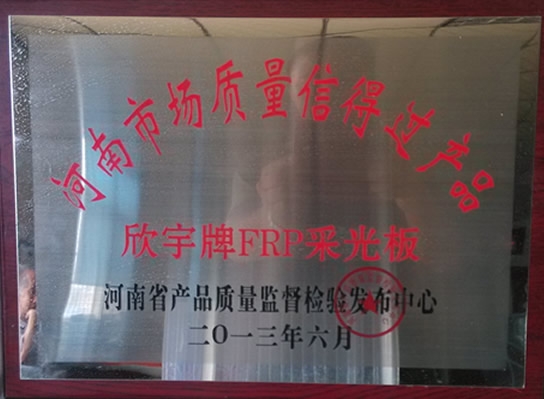 河南市场质量信得过产品
欣宇牌FRP采光板
河南省产品质量监督检验发布中心
二O一三年六月